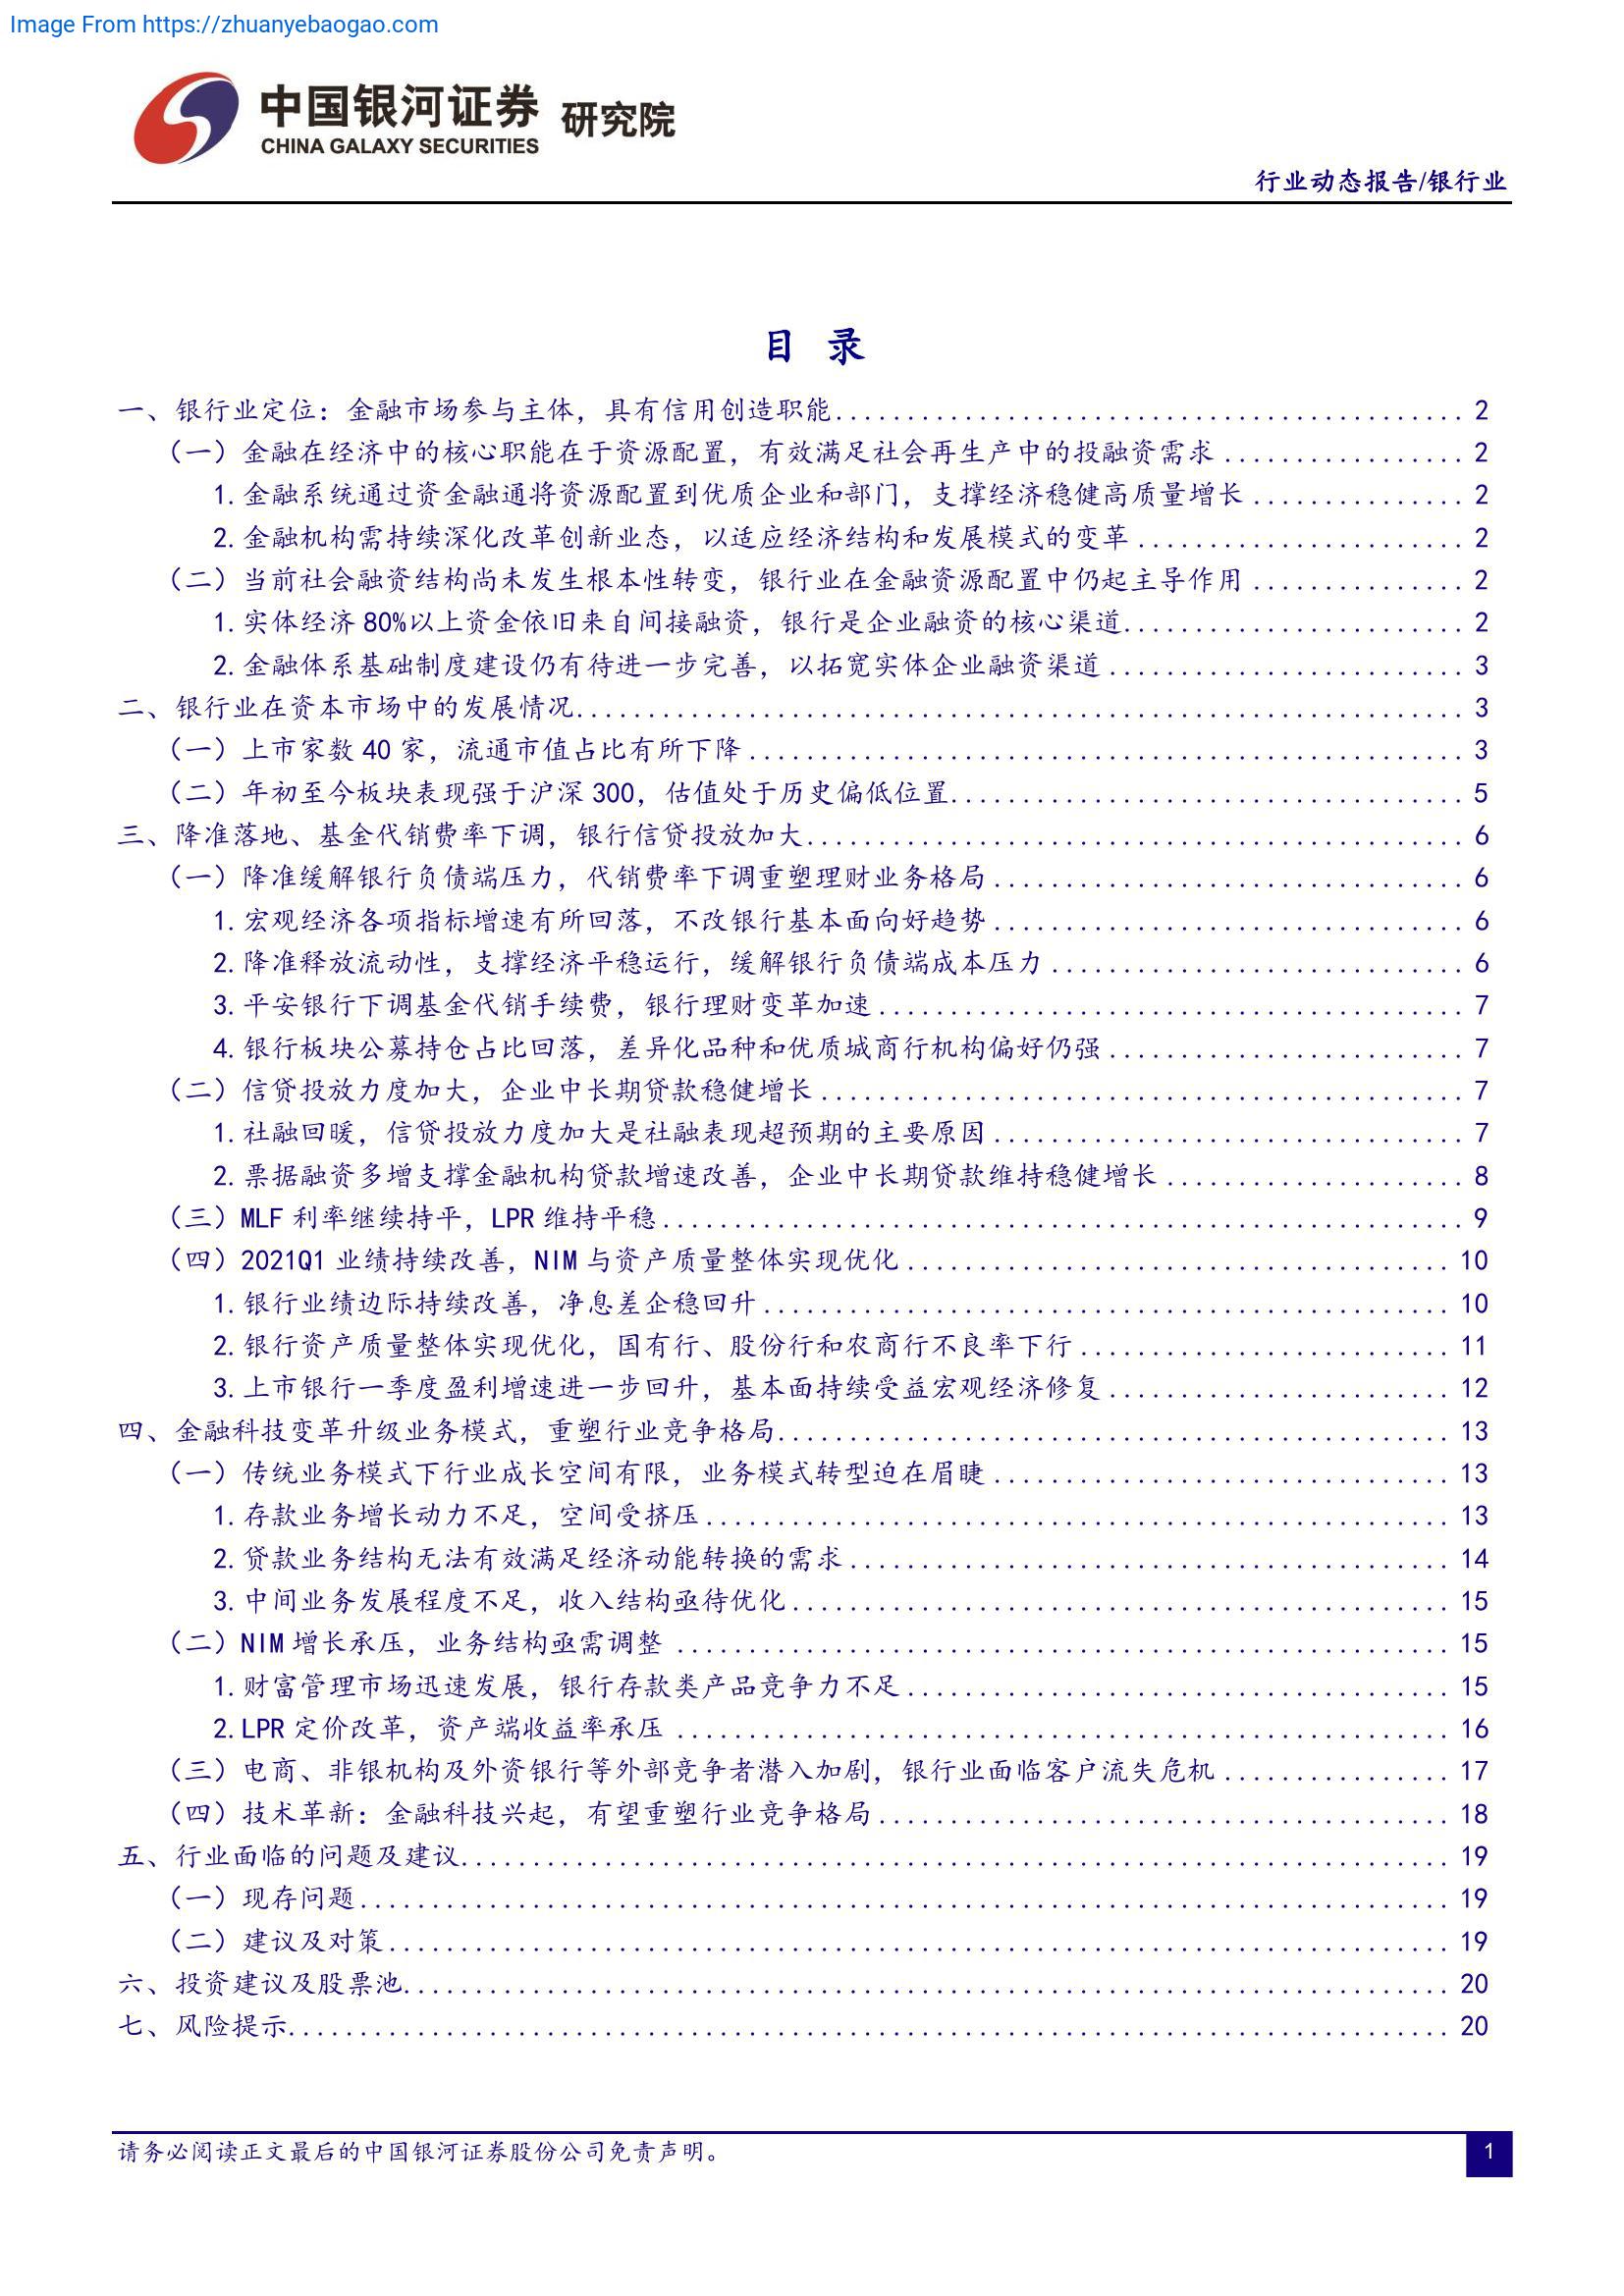 Image From https://zhuanyebaogao.com
中国银河证券 研究院
CHINA GALAXY SECURITIES
行业动态报告/银行业
目 录
一、银行业定位：金融市场参与主体，具有信用创造职能 2
（一）金融在经济中的核心职能在于资源配置，有效满足社会再生产中的投融资需求 2
1.金融系统通过资金融通将资源配置到优质企业和部门，支撑经济稳健高质量增长 2
2.金融机构需持续深化改革创新业态，以适应经济结构和发展模式的变革 2
（二）当前社会融资结构尚未发生根本性转变，银行业在金融资源配置中仍起主导作用 2
1.实体经济 80%以上资金依旧来自间接融资，银行是企业融资的核心渠道 2
2.金融体系基础制度建设仍有待进一步完善，以拓宽实体企业融资渠道 3
二、银行业在资本市场中的发展情况 3
（一）上市家数 40 家，流通市值占比有所下降 3
（二）年初至今板块表现强于沪深 300，估值处于历史偏低位置 5
三、降准落地、基金代销费率下调，银行信贷投放加大 6
（一）降准缓解银行负债端压力，代销费率下调重塑理财业务格局 6
1.宏观经济各项指标增速有所回落，不改银行基本面向好趋势 6
2.降准释放流动性，支撑经济平稳运行，缓解银行负债端成本压力 6
3.平安银行下调基金代销手续费，银行理财变革加速 7
4.银行板块公募持仓占比回落，差异化品种和优质城商行机构偏好仍强 7
（二）信贷投放力度加大，企业中长期贷款稳健增长 7
1.社融回暖，信贷投放力度加大是社融表现超预期的主要原因 7
2.票据融资多增支撑金融机构贷款增速改善，企业中长期贷款维持稳健增长 8
（三）MLF 利率继续持平，LPR 维持平稳 9
（四）2021Q1 业绩持续改善，NIM 与资产质量整体实现优化 10
1.银行业绩边际持续改善，净息差企稳回升 10
2.银行资产质量整体实现优化，国有行、股份行和农商行不良率下行 11
3.上市银行一季度盈利增速进一步回升，基本面持续受益宏观经济修复 12
四、金融科技变革升级业务模式，重塑行业竞争格局 13
（一）传统业务模式下行业成长空间有限，业务模式转型迫在眉睫 13
1.存款业务增长动力不足，空间受挤压 13
2.贷款业务结构无法有效满足经济动能转换的需求 14
3.中间业务发展程度不足，收入结构亟待优化 15
（二）NIM 增长承压，业务结构亟需调整 15
1.财富管理市场迅速发展，银行存款类产品竞争力不足 15
2.LPR 定价改革，资产端收益率承压 16
（三）电商、非银机构及外资银行等外部竞争者潜入加剧，银行业面临客户流失危机 17
（四）技术革新：金融科技兴起，有望重塑行业竞争格局 18
五、行业面临的问题及建议 19
（一）现存问题 19
（二）建议及对策 19
六、投资建议及股票池 20
七、风险提示 20
请务必阅读正文最后的中国银河证券股份公司免责声明。
1